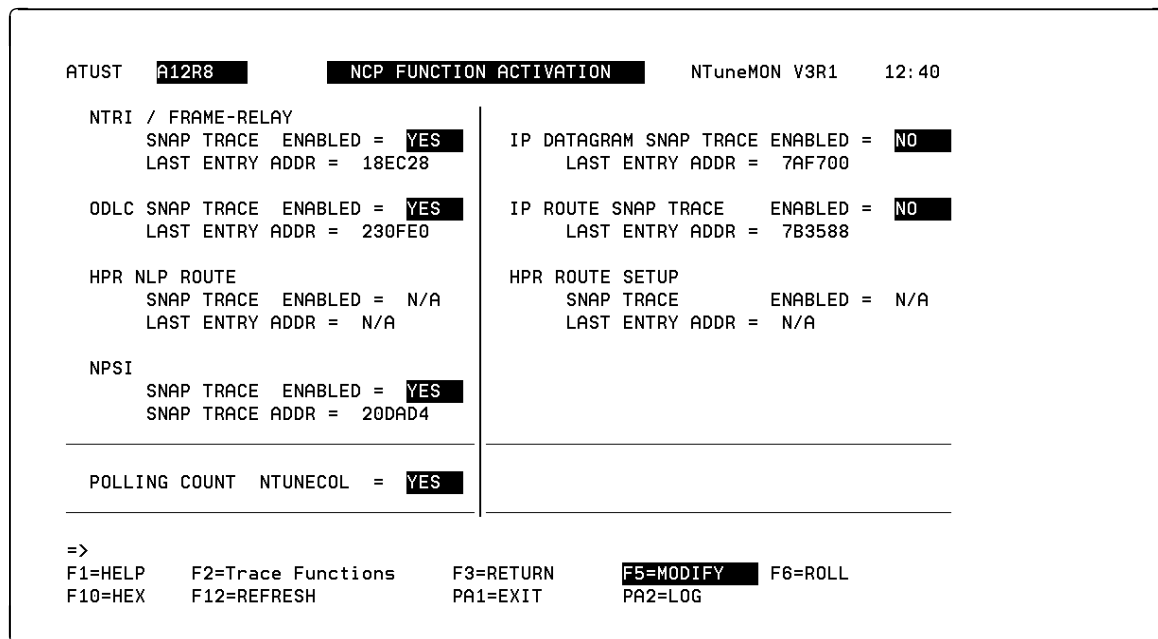 ATUST A12R8 NCP FUNCTION ACTIVATION NTuneMON V3R1 12:40
NTRI / FRAME-RELAY
SNAP TRACE ENABLED = YES IP DATAGRAM SNAP TRACE ENABLED = NO
LAST ENTRY ADDR = 18EC28 LAST ENTRY ADDR = 7AF700
ODLC SNAP TRACE ENABLED = YES IP ROUTE SNAP TRACE ENABLED = NO
LAST ENTRY ADDR = 230FE0 LAST ENTRY ADDR = 7B3588
HPR NLP ROUTE HPR ROUTE SETUP
SNAP TRACE ENABLED = N/A SNAP TRACE ENABLED = N/A
LAST ENTRY ADDR = N/A LAST ENTRY ADDR = N/A
NPSI
SNAP TRACE ENABLED = YES
SNAP TRACE ADDR = 20DAD4
POLLING COUNT NTUNECOL = YES
=>
F1=HELP F2=Trace Functions F3=RETURN F5=MODIFY F6=ROLL
F10=HEX F12=REFRESH PA1=EXIT PA2=LOG